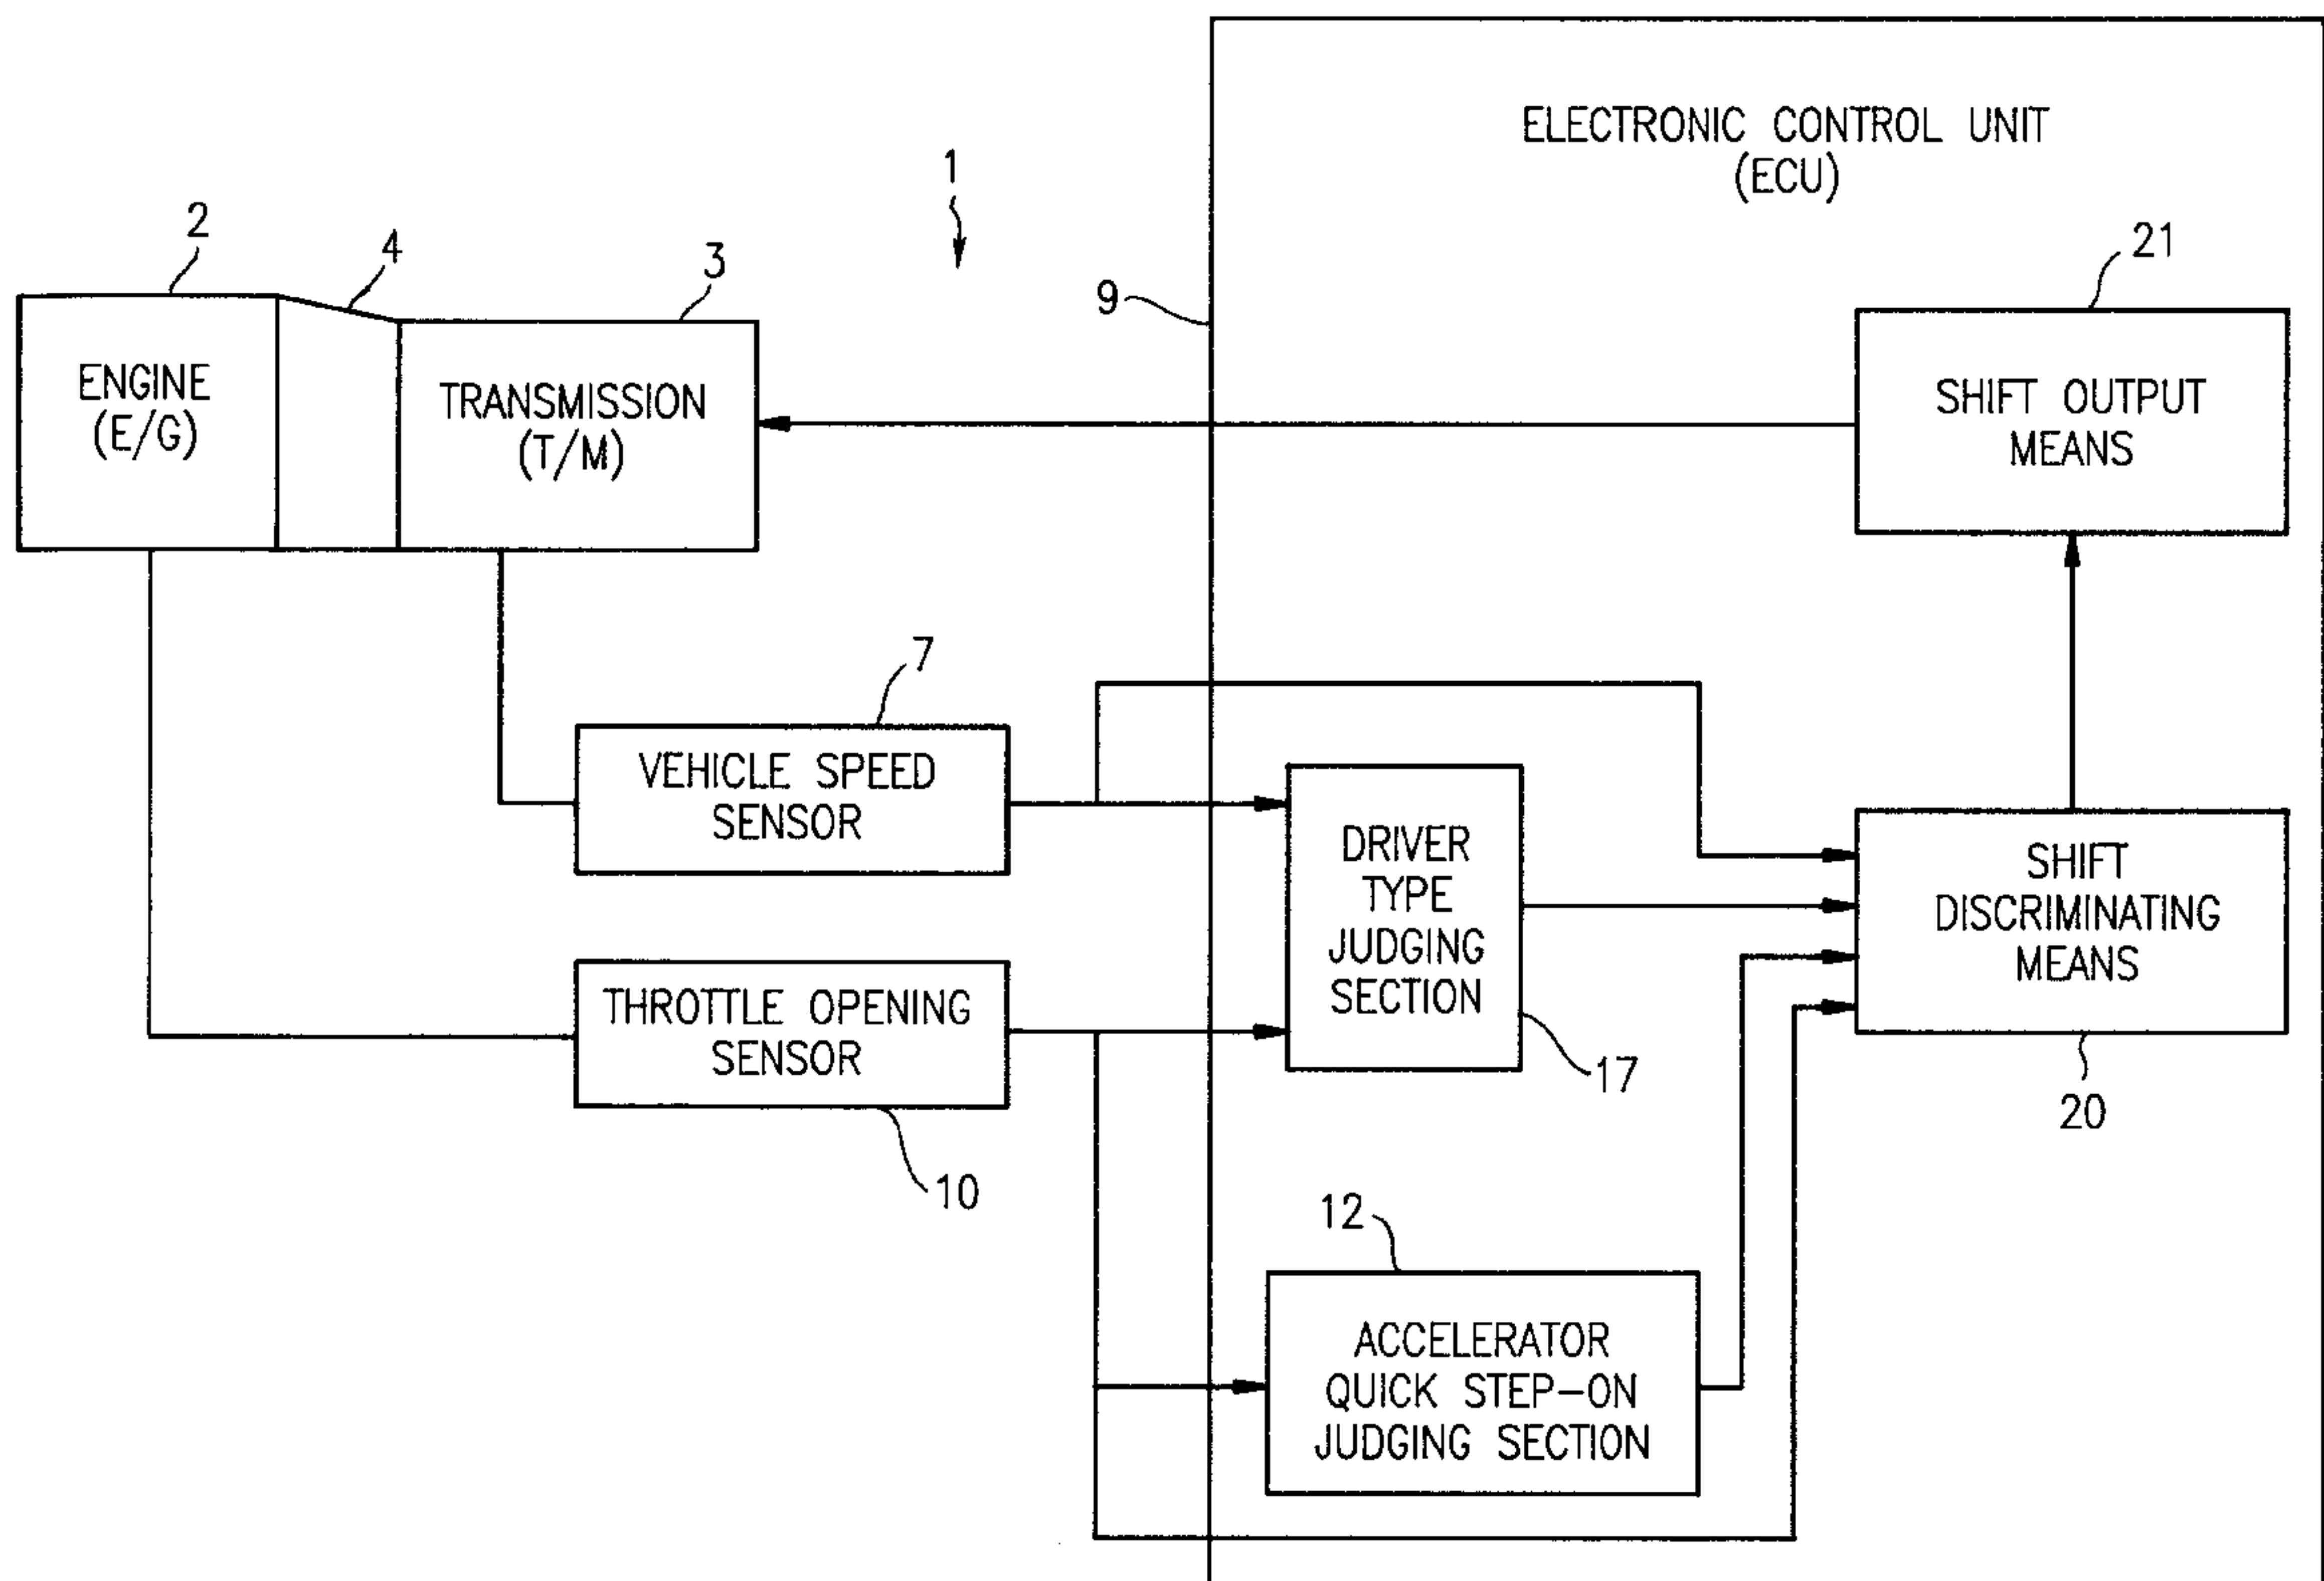 ELECTRONIC CONTROL UNIT
(ECU)
1
2
4
3
9
21
ENGINE
(E/G)
TRANSMISSION
(T/M)
SHIFT OUTPUT
MEANS
7
VEHICLE SPEED
SENSOR
DRIVER
TYPE
JUDGING
SECTION
17
SHIFT
DISCRIMINATING
MEANS
20
THROTTLE OPENING
SENSOR
10
12
ACCELERATOR
QUICK STEP-ON
JUDGING SECTION